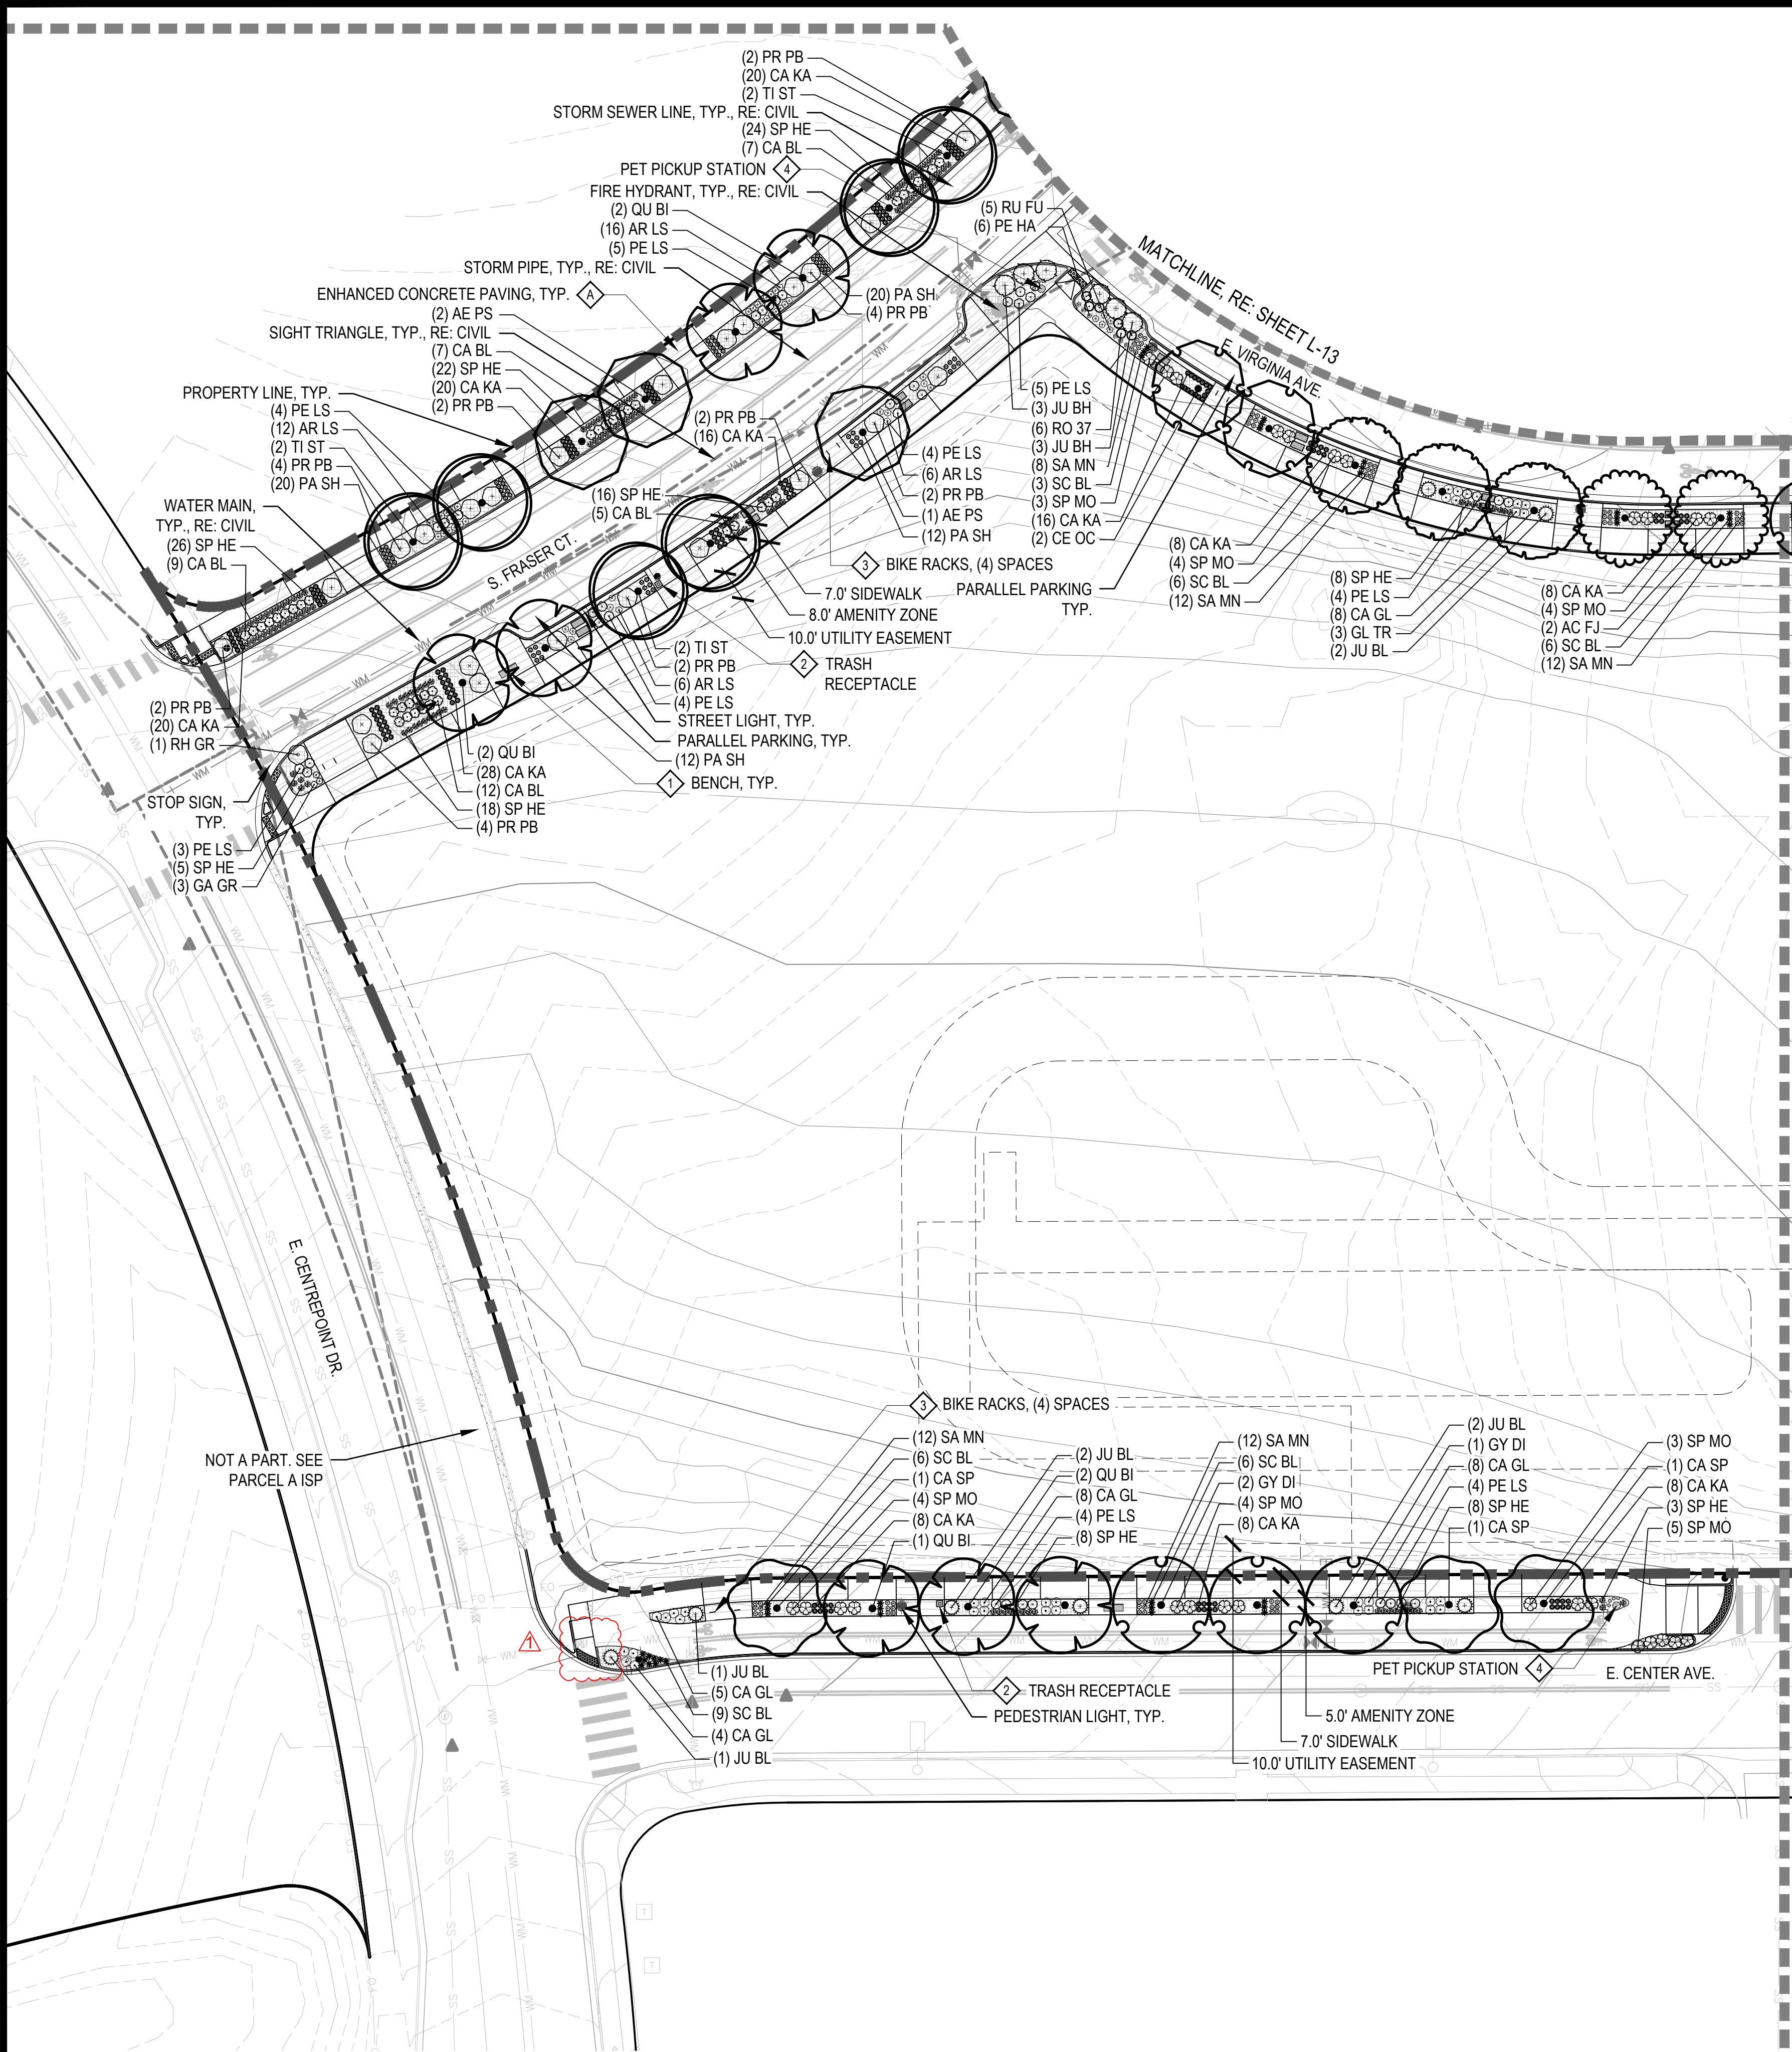 (2) PR PB
(20) CA KA
(2) TI ST
STORM SEWER LINE, TYP., RE: CIVIL
(24) SP HE
(7) CA BL
PET PICKUP STATION 4
FIRE HYDRANT, TYP., RE: CIVIL
(2) QU BI
(16) AR LS
(5) PE LS
STORM PIPE, TYP., RE: CIVIL
ENHANCED CONCRETE PAVING, TYP. A
(2) AE PS
SIGHT TRIANGLE, TYP., RE: CIVIL
(7) CA BL
(22) SP HE
(20) CA KA
(2) PR PB
PROPERTY LINE, TYP.
(4) PE LS
(12) AR LS
(2) TI ST
(4) PR PB
(20) PA SH
WATER MAIN,
TYP., RE: CIVIL
(26) SP HE
(9) CA BL
(5) RU FU
(6) PE HA
MATCHLINE, RE: SHEET L-13
E. VIRGINIA AVE.
(20) PA SH
(4) PR PB
(2) PR PB
(16) CA KA
(16) SP HE
(5) CA BL
S. FRASER CT.
(4) PE LS
(6) AR LS
(2) PR PB
(1) AE PS
(12) PA SH
3 BIKE RACKS, (4) SPACES
(5) PE LS
(3) JU BH
(6) RO 37
(3) JU BH
(8) SA MN
(3) SC BL
(3) SP MO
(16) CA KA
(2) CE OC
PARALLEL PARKING
TYP.
7.0' SIDEWALK
8.0' AMENITY ZONE
10.0' UTILITY EASEMENT
2 TRASH
RECEPTACLE
(8) CA KA
(4) SP MO
(6) SC BL
(12) SA MN
(8) SP HE
(4) PE LS
(8) CA GL
(3) GL TR
(2) JU BL
(8) CA KA
(4) SP MO
(2) AC FJ
(6) SC BL
(12) SA MN
(2) TI ST
(2) PR PB
(6) AR LS
(4) PE LS
STREET LIGHT, TYP.
PARALLEL PARKING, TYP.
(12) PA SH
1 BENCH, TYP.
(2) PR PB
(20) CA KA
(1) RH GR
(2) QU BI
(28) CA KA
(12) CA BL
(18) SP HE
(4) PR PB
STOP SIGN,
TYP.
(3) PE LS
(5) SP HE
(3) GA GR
E. CENTREPOINT DR.
NOT A PART. SEE
PARCEL A ISP
3 BIKE RACKS, (4) SPACES
(12) SA MN
(6) SC BL
(1) CA SP
(4) SP MO
(8) CA KA
(1) QU BI
(2) JU BL
(2) QU BI
(8) CA GL
(4) PE LS
(8) SP HE
(12) SA MN
(6) SC BL
(2) GY DI
(4) SP MO
(8) CA KA
(2) JU BL
(1) GY DI
(8) CA GL
(4) PE LS
(8) SP HE
(1) CA SP
(3) SP MO
(1) CA SP
(8) CA KA
(3) SP HE
(5) SP MO
1
(1) JU BL
(5) CA GL
(9) SC BL
(4) CA GL
(1) JU BL
2 TRASH RECEPTACLE
PEDESTRIAN LIGHT, TYP.
PET PICKUP STATION 4
E. CENTER AVE.
5.0' AMENITY ZONE
7.0' SIDEWALK
10.0' UTILITY EASEMENT